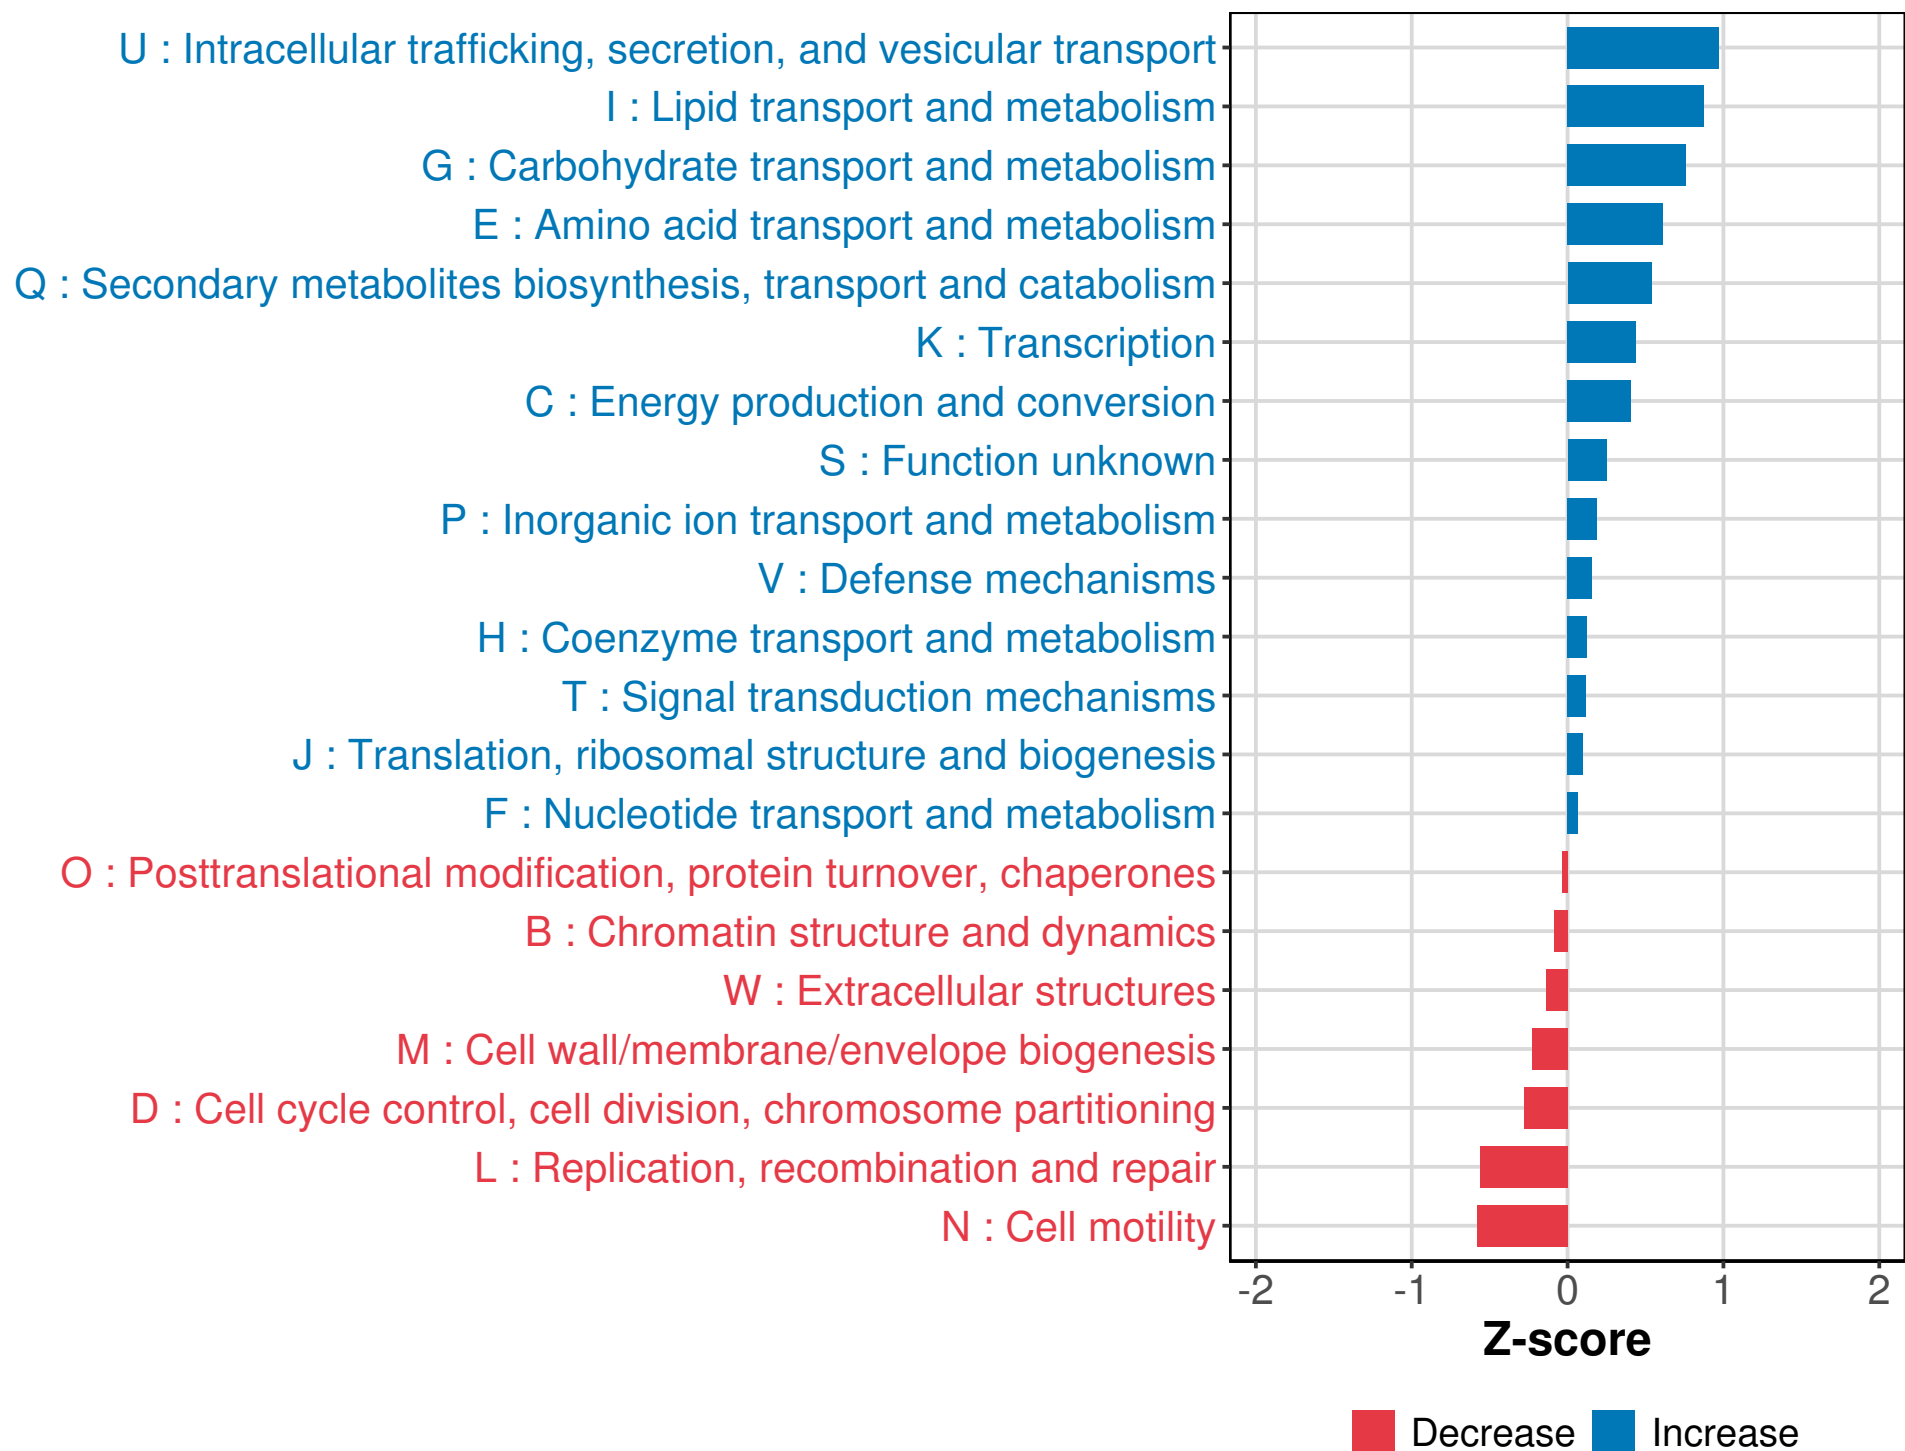 U : Intracellular trafficking, secretion, and vesicular transport
I : Lipid transport and metabolism
G : Carbohydrate transport and metabolism
E : Amino acid transport and metabolism
Q : Secondary metabolites biosynthesis, transport and catabolism
K : Transcription
C : Energy production and conversion
S : Function unknown
P : Inorganic ion transport and metabolism
V : Defense mechanisms
H : Coenzyme transport and metabolism
T : Signal transduction mechanisms
J : Translation, ribosomal structure and biogenesis
F : Nucleotide transport and metabolism
O : Posttranslational modification, protein turnover, chaperones
B : Chromatin structure and dynamics
W : Extracellular structures
M : Cell wall/membrane/envelope biogenesis
D : Cell cycle control, cell division, chromosome partitioning
L : Replication, recombination and repair
N : Cell motility
-2 -1 0 1 2
Z-score
Decrease Increase